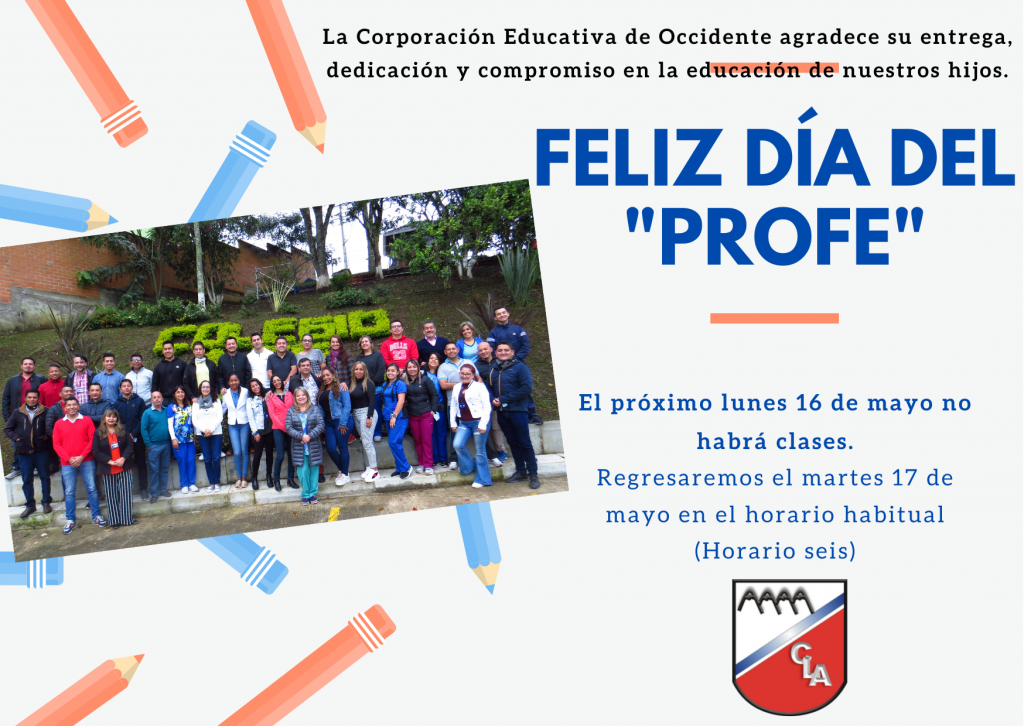 La Corporación Educativa de Occidente agradece su entrega,
dedicación y compromiso en la educación de nuestros hijos.
FELIZ DÍA DEL
"PROFE"
COLEGIO
BULLS
23
El próximo lunes 16 de mayo no
habrá clases.
Regresaremos el martes 17 de
mayo en el horario habitual
(Horario seis)
CLA